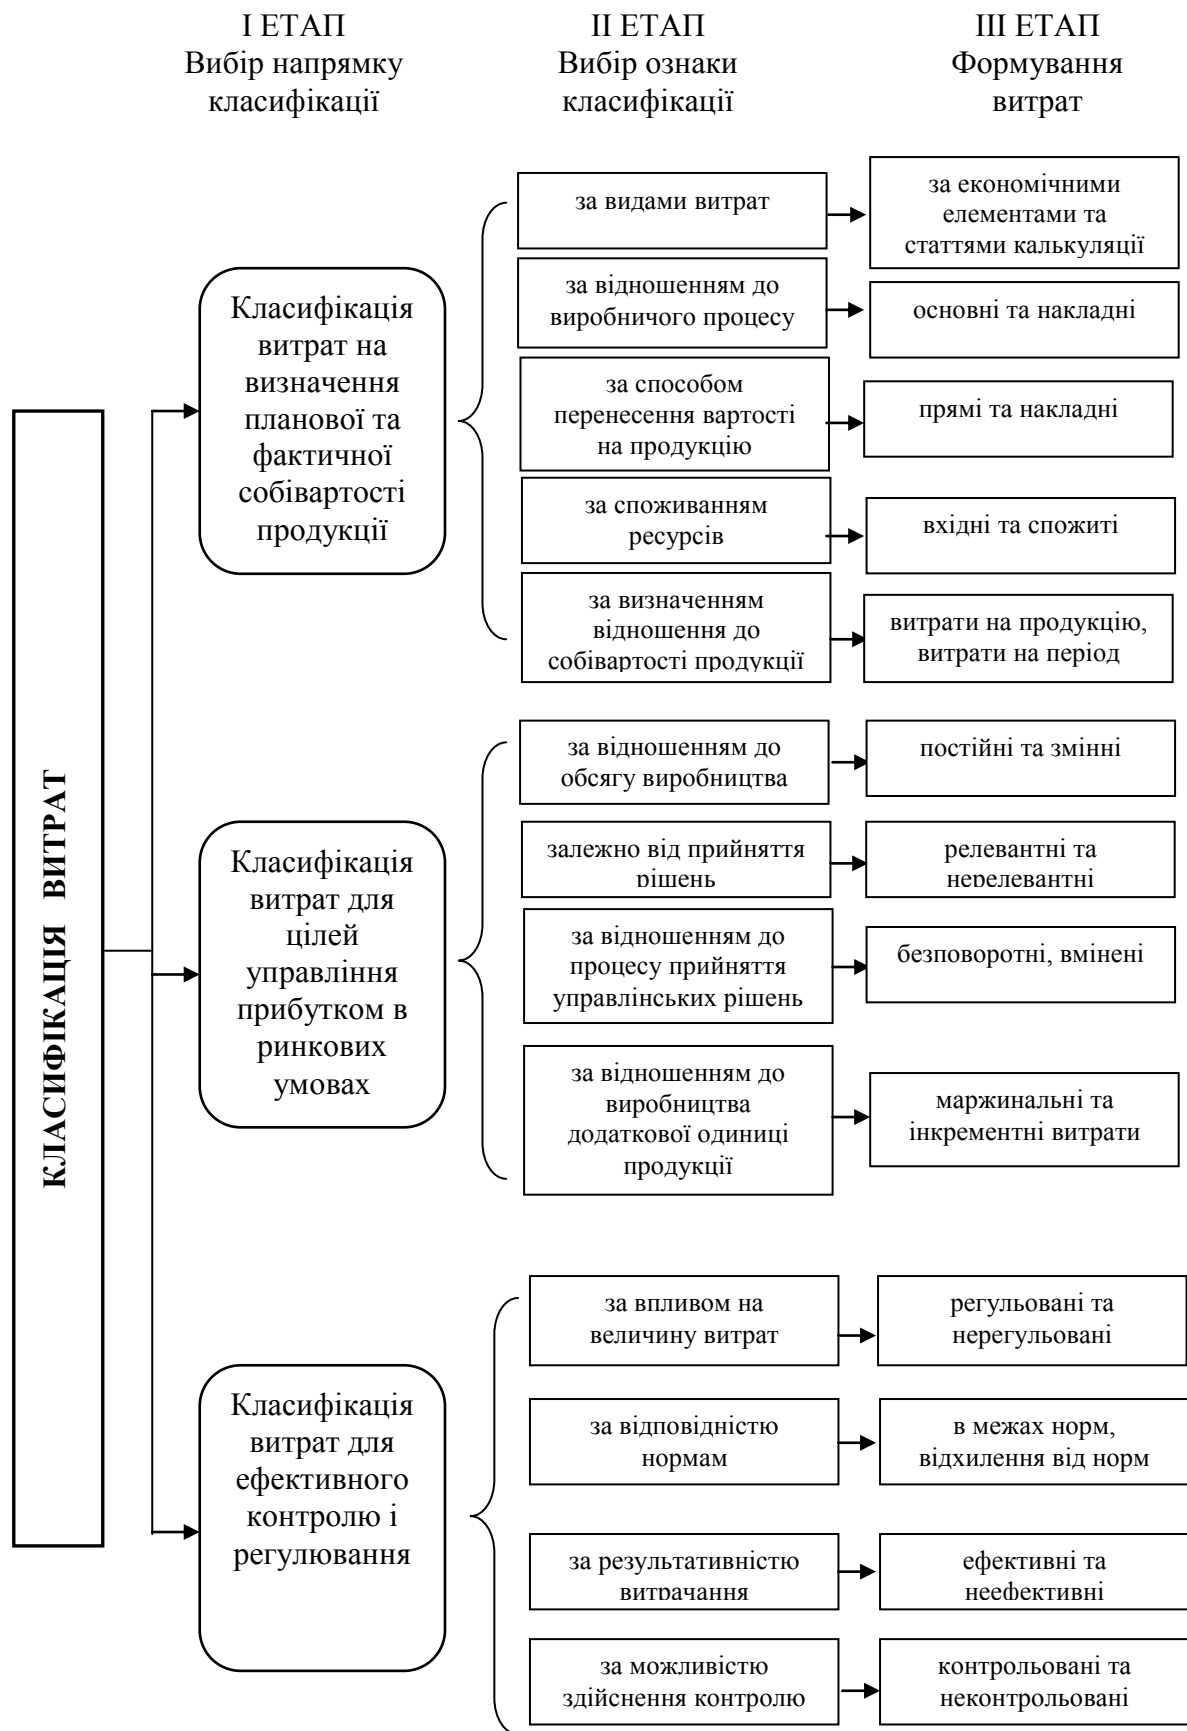 І ЕТАП
Вибір напрямку
класифікації
ІІ ЕТАП
Вибір ознаки
класифікації
ІІІ ЕТАП
Формування
витрат
КЛАСИФІКАЦІЯ ВИТРАТ
Класифікація
витрат на
визначення
планової та
фактичної
собівартості
продукції
за видами витрат
за економічними
елементами та
статтями калькуляції
за відношенням до
виробничого процесу
основні та накладні
за способом
перенесення вартості
на продукцію
прямі та накладні
за споживанням
ресурсів
вхідні та спожиті
за визначенням
відношення до
собівартості продукції
витрати на продукцію,
витрати на період
Класифікація
витрат для
цілей
управління
прибутком в
ринкових
умовах
за відношенням до
обсягу виробництва
постійні та змінні
залежно від прийняття
рішень
релевантні та
нерелевантні
за відношенням до
процесу прийняття
управлінських рішень
безповоротні, вмінені
за відношенням до
виробництва
додаткової одиниці
продукції
маржинальні та
інкрементні витрати
Класифікація
витрат для
ефективного
контролю і
регулювання
за впливом на
величину витрат
регульовані та
нерегульовані
за відповідністю
нормам
в межах норм,
відхилення від норм
за результативністю
витрачання
ефективні та
неефективні
за можливістю
здійснення контролю
контрольовані та
неконтрольовані